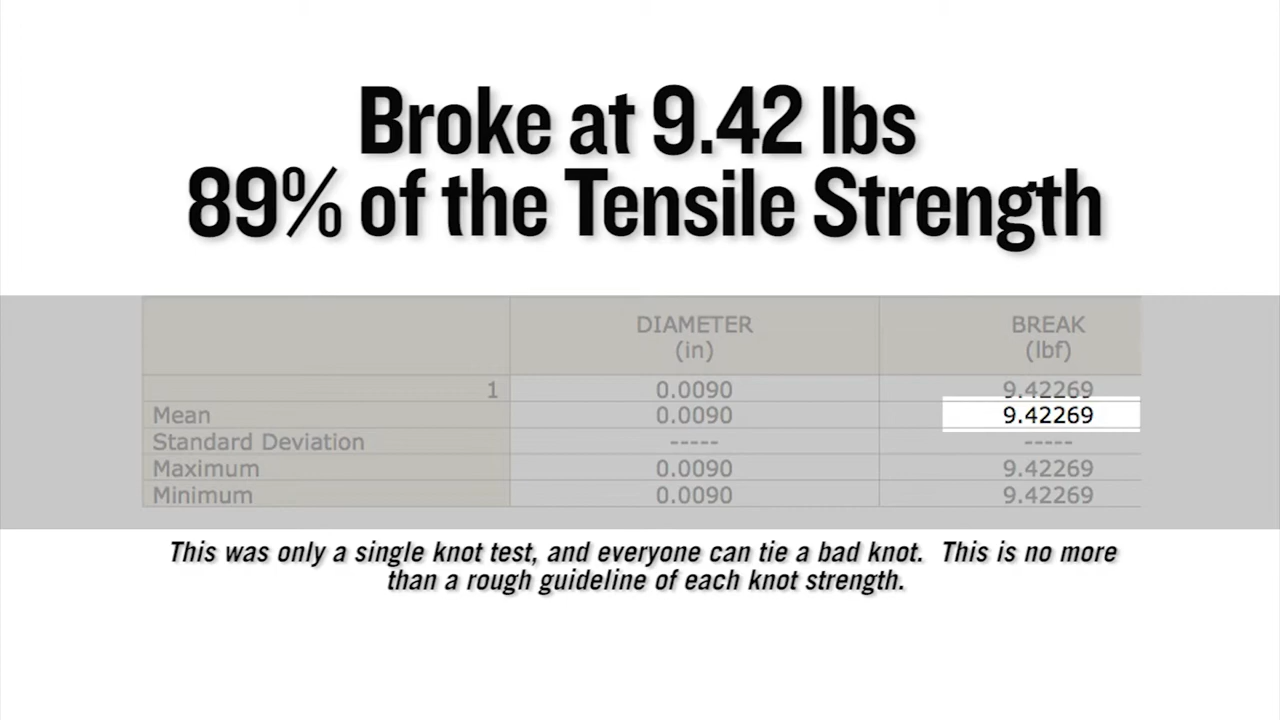 Broke at 9.42 lbs
89% of the Tensile Strength
DIAMETER (in) BREAK (lbf)
1 0.0090 9.42269
Mean 0.0090 9.42269
Standard Deviation ----- -----
Maximum 0.0090 9.42269
Minimum 0.0090 9.42269
This was only a single knot test, and everyone can tie a bad knot. This is no more
than a rough guideline of each knot strength.